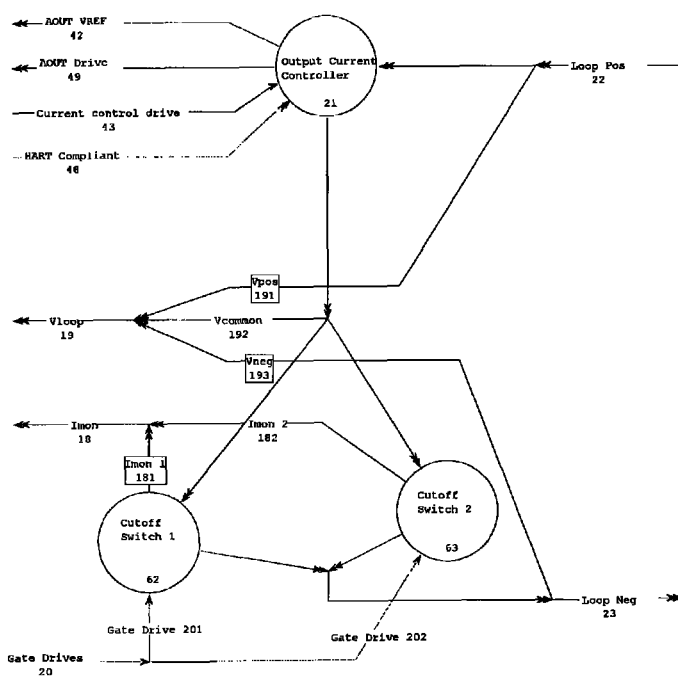 AOUT VREF
42
Output Current
Controller
21
AOUT Drive
49
Loop Pos
22
Current control drive
43
HART Compliant
48
Vpos
191
Vloop
19
Vcommon
192
Vneg
193
Imon
18
Imon 2
182
Imon 1
181
Cutoff
Switch 1
62
Cutoff
Switch 2
63
Loop Neg
23
Gate Drive 201
Gate Drive 202
Gate Drives
20